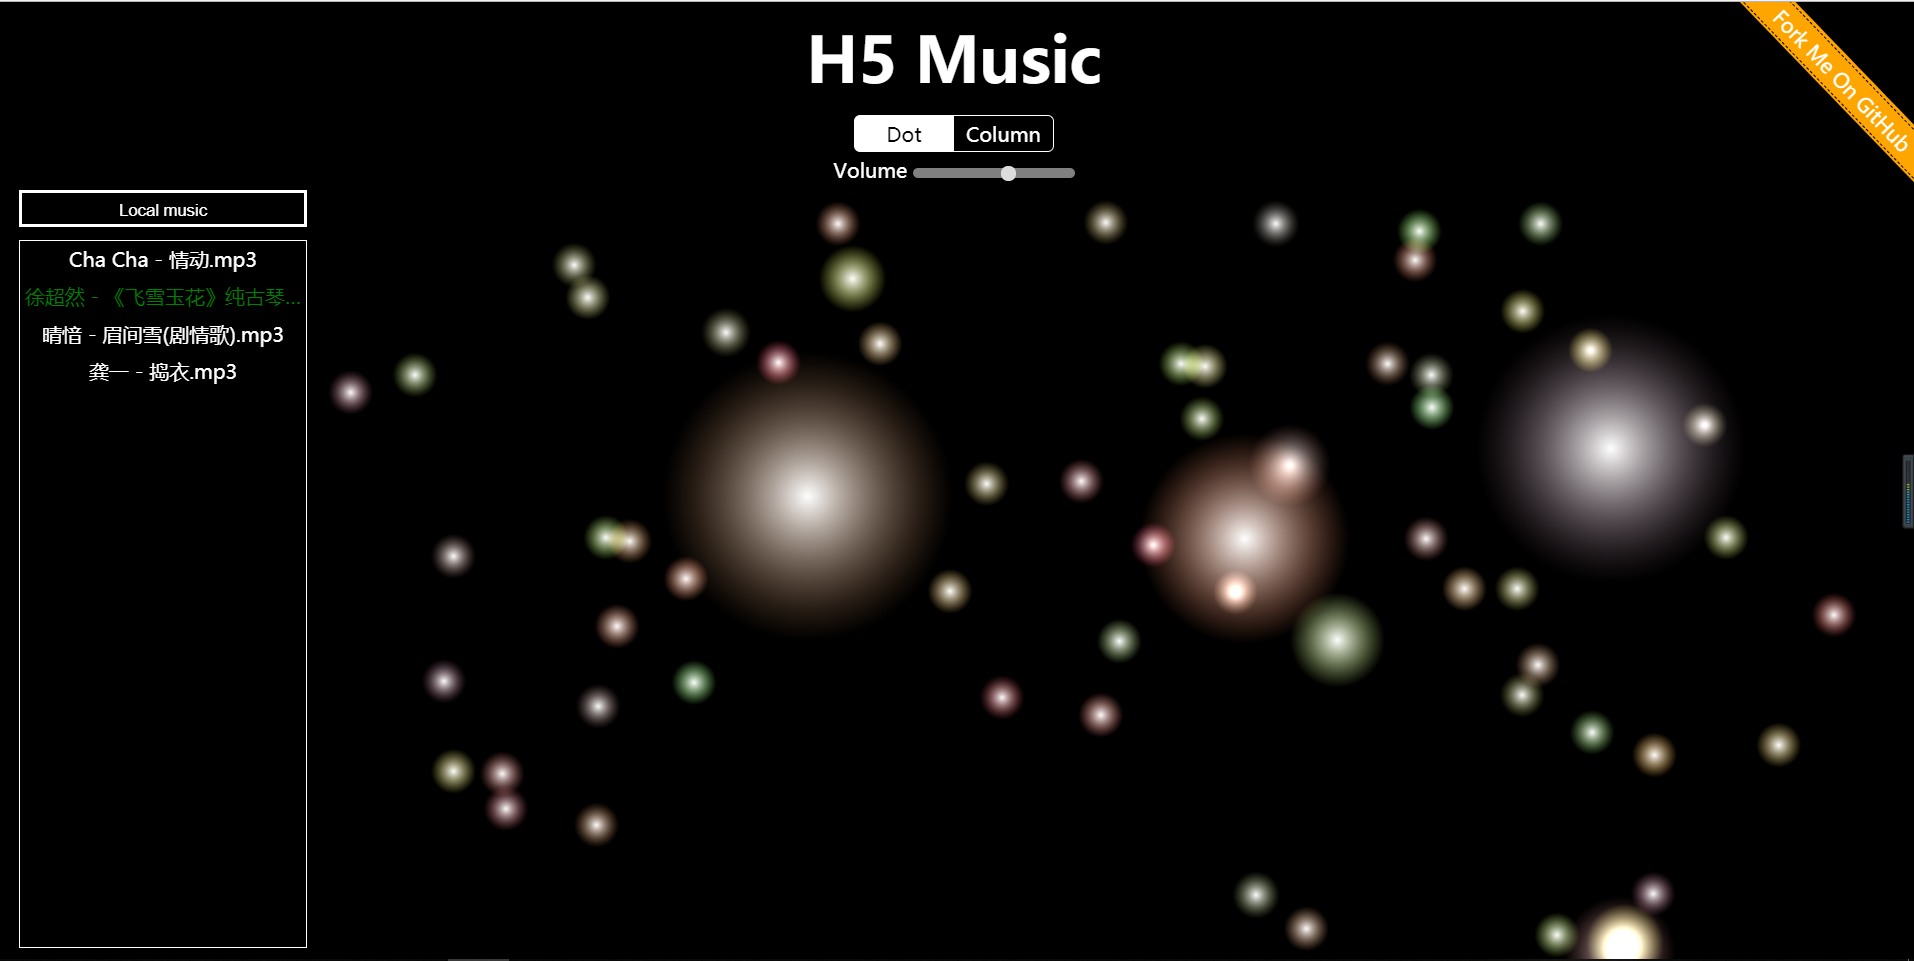 H5 Music
Fork Me On GitHub
Dot
Column
Volume
Local music
Cha Cha - 情动.mp3
徐超然 - 《飞雪玉花》纯古琴...
晴愔 - 眉间雪(剧情歌).mp3
龚一 - 捣衣.mp3